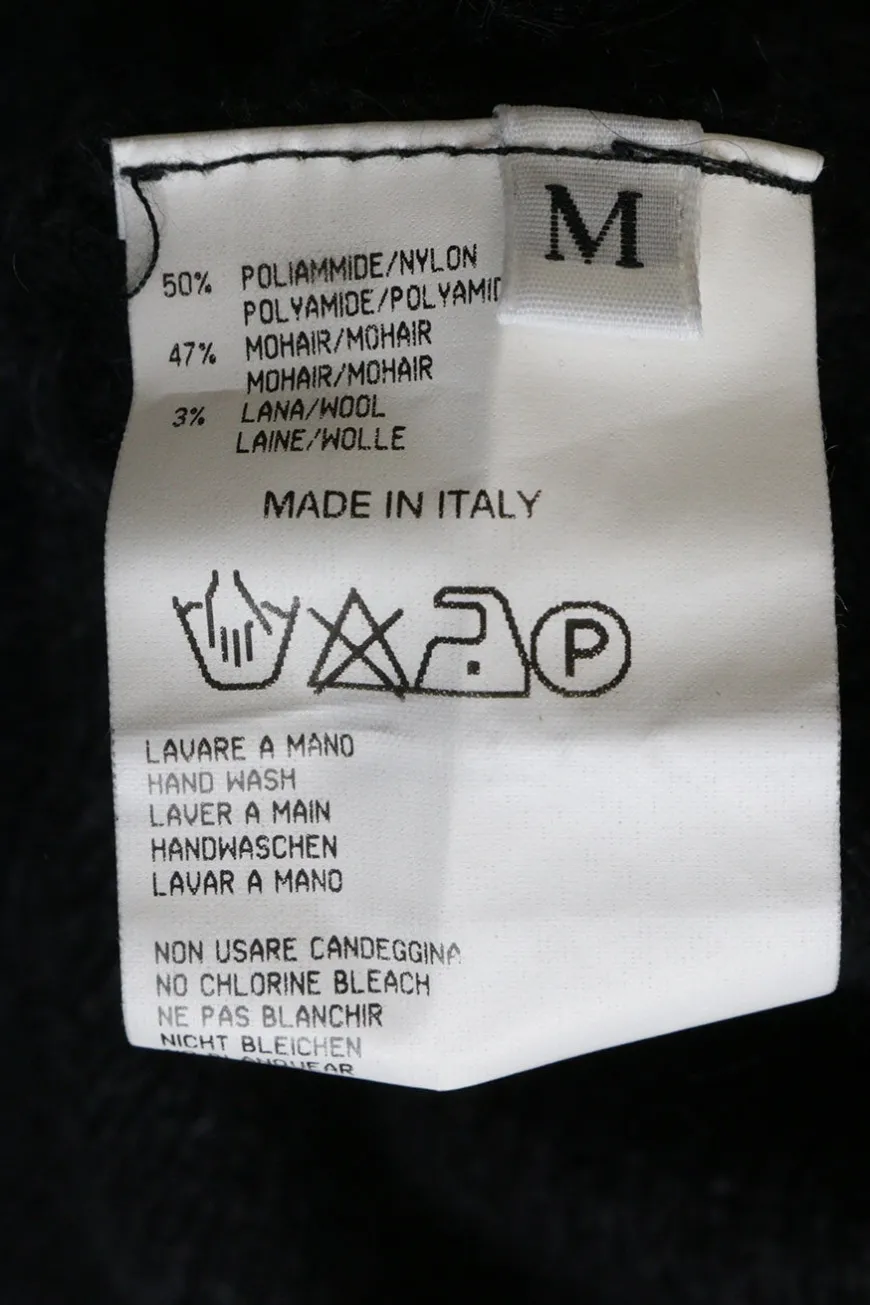 M
50% POLIAMMIDE/NYLON
POLYAMIDE/POLYAMID
47% MOHAIR/MOHAIR
MOHAIR/MOHAIR
3% LANA/WOOL
LAINE/WOLLE
MADE IN ITALY
P
LAVARE A MANO
HAND WASH
LAVER A MAIN
HANDWASCHEN
LAVAR A MANO
NON USARE CANDEGGINA
NO CHLORINE BLEACH
NE PAS BLANCHIR
NICHT BLEICHEN